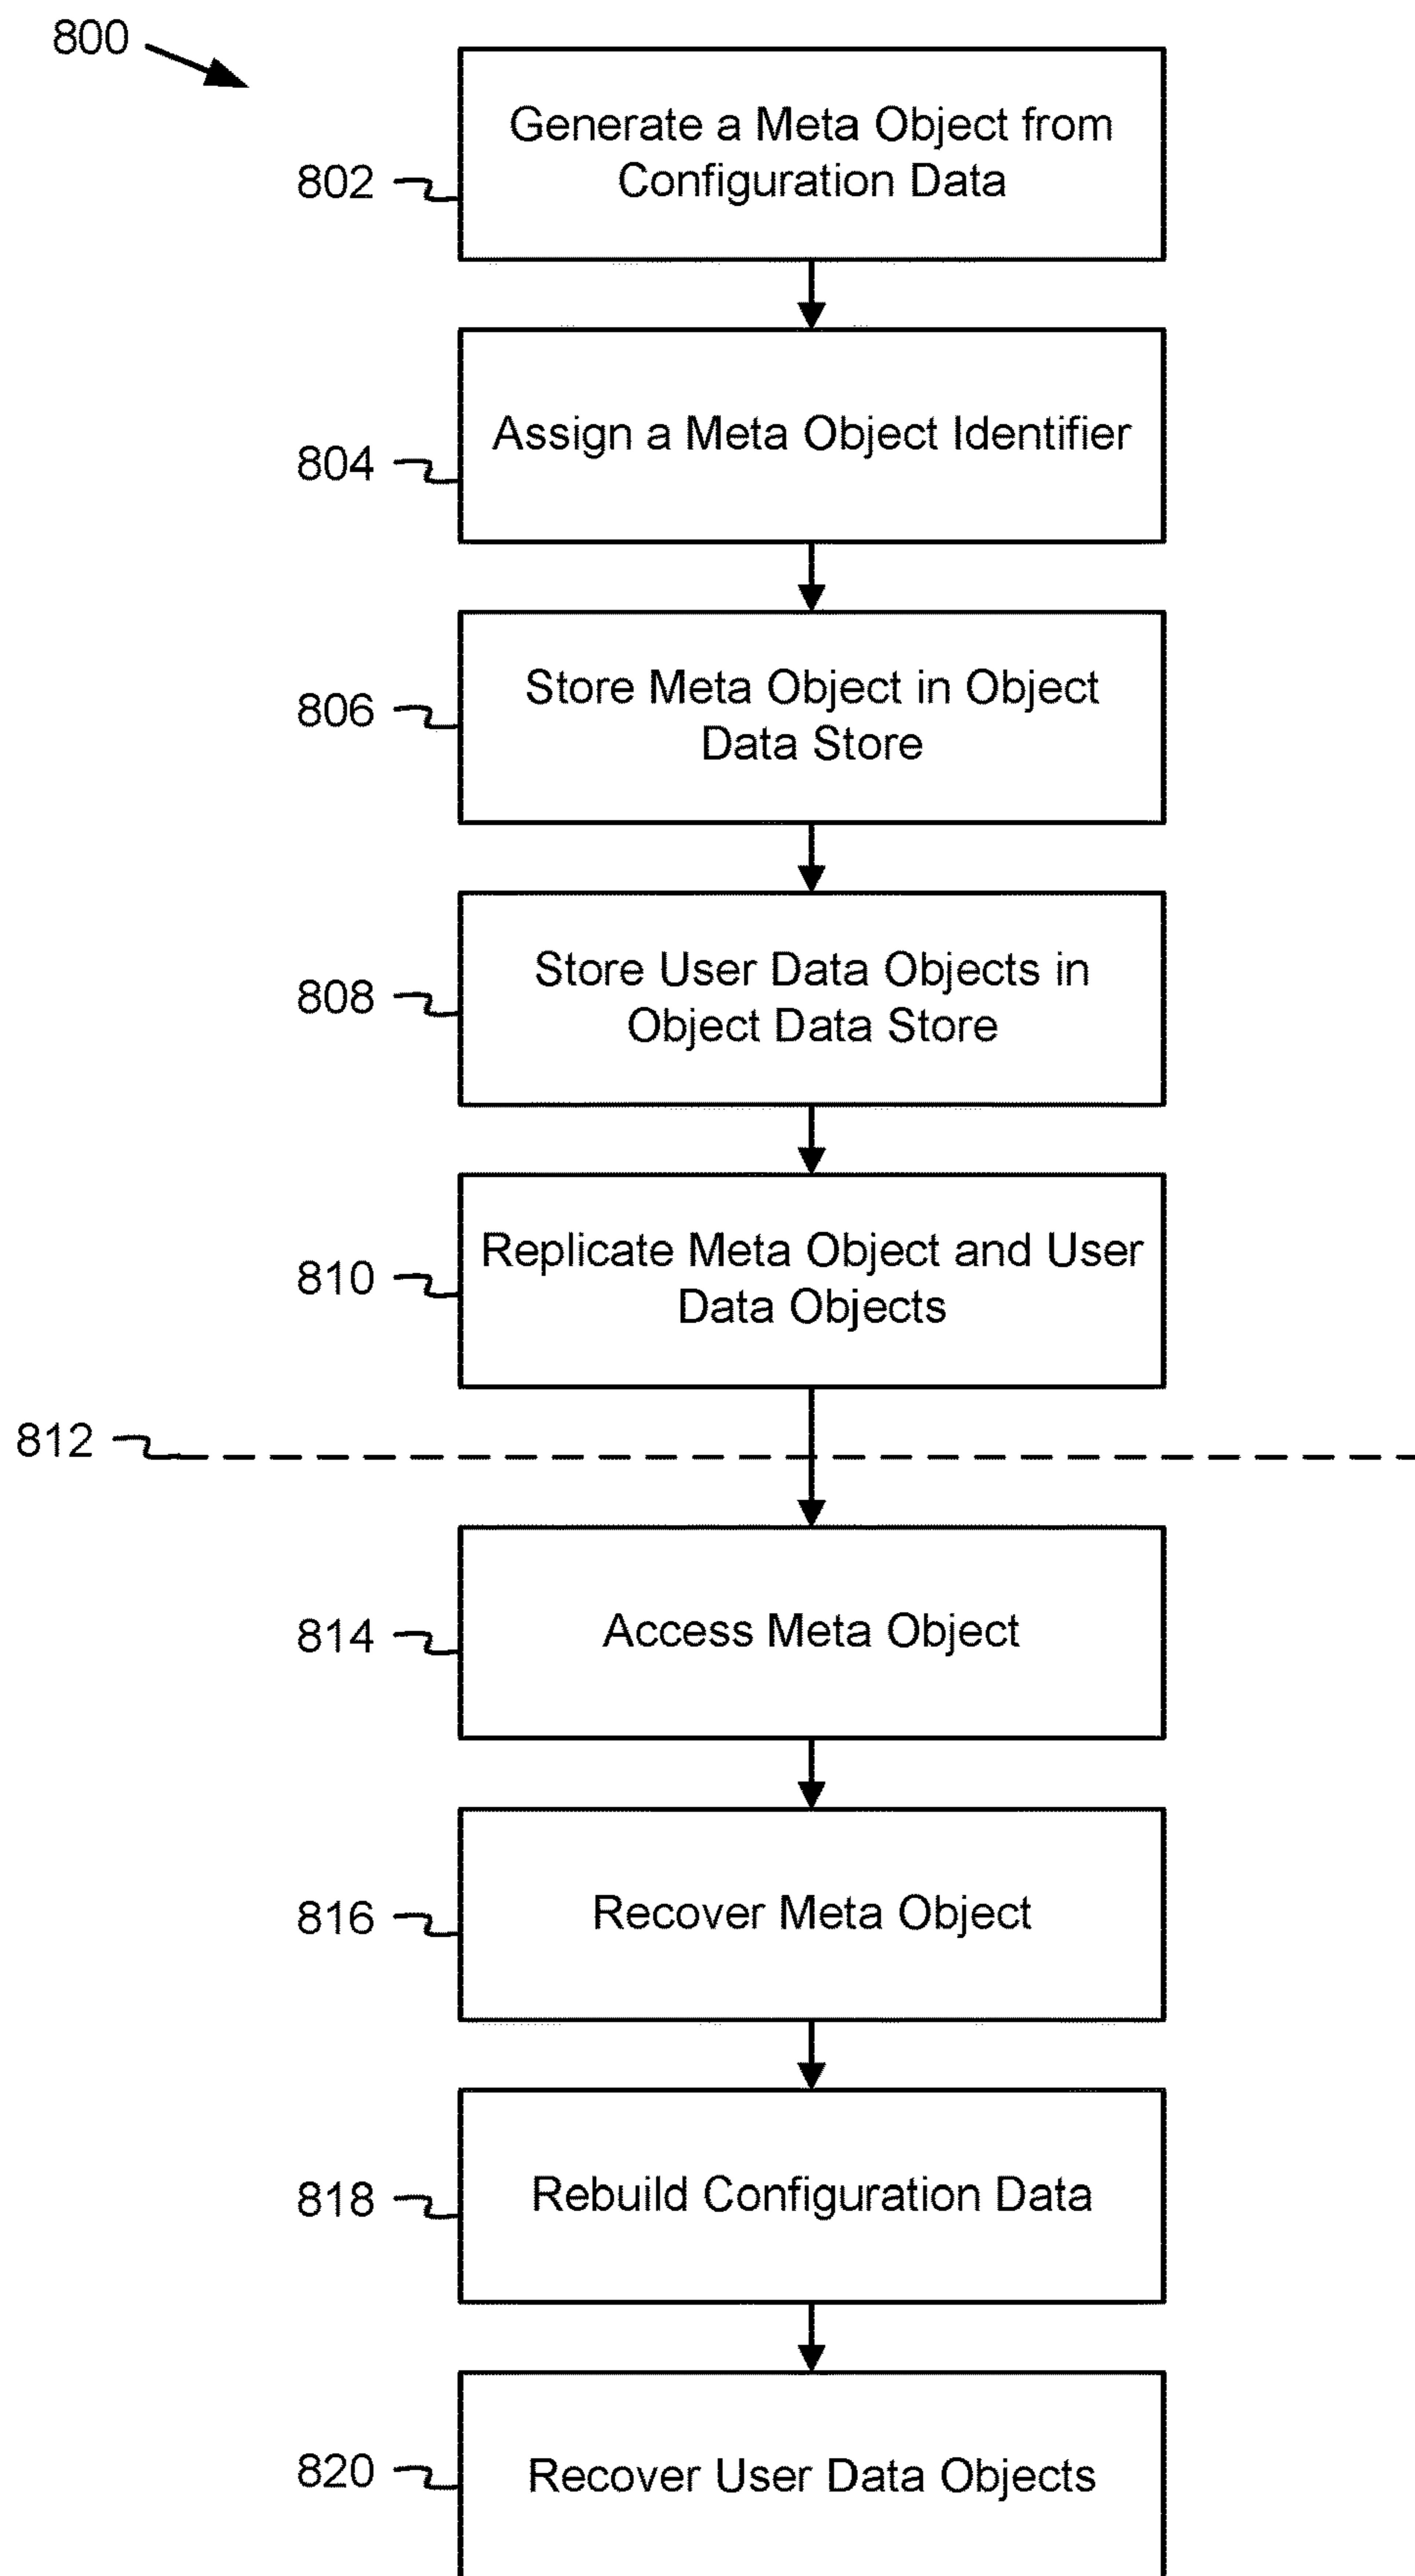 800
Generate a Meta Object from
Configuration Data
802
Assign a Meta Object Identifier
804
Store Meta Object in Object
Data Store
806
Store User Data Objects in
Object Data Store
808
Replicate Meta Object and User
Data Objects
810
812
Access Meta Object
814
Recover Meta Object
816
Rebuild Configuration Data
818
Recover User Data Objects
820